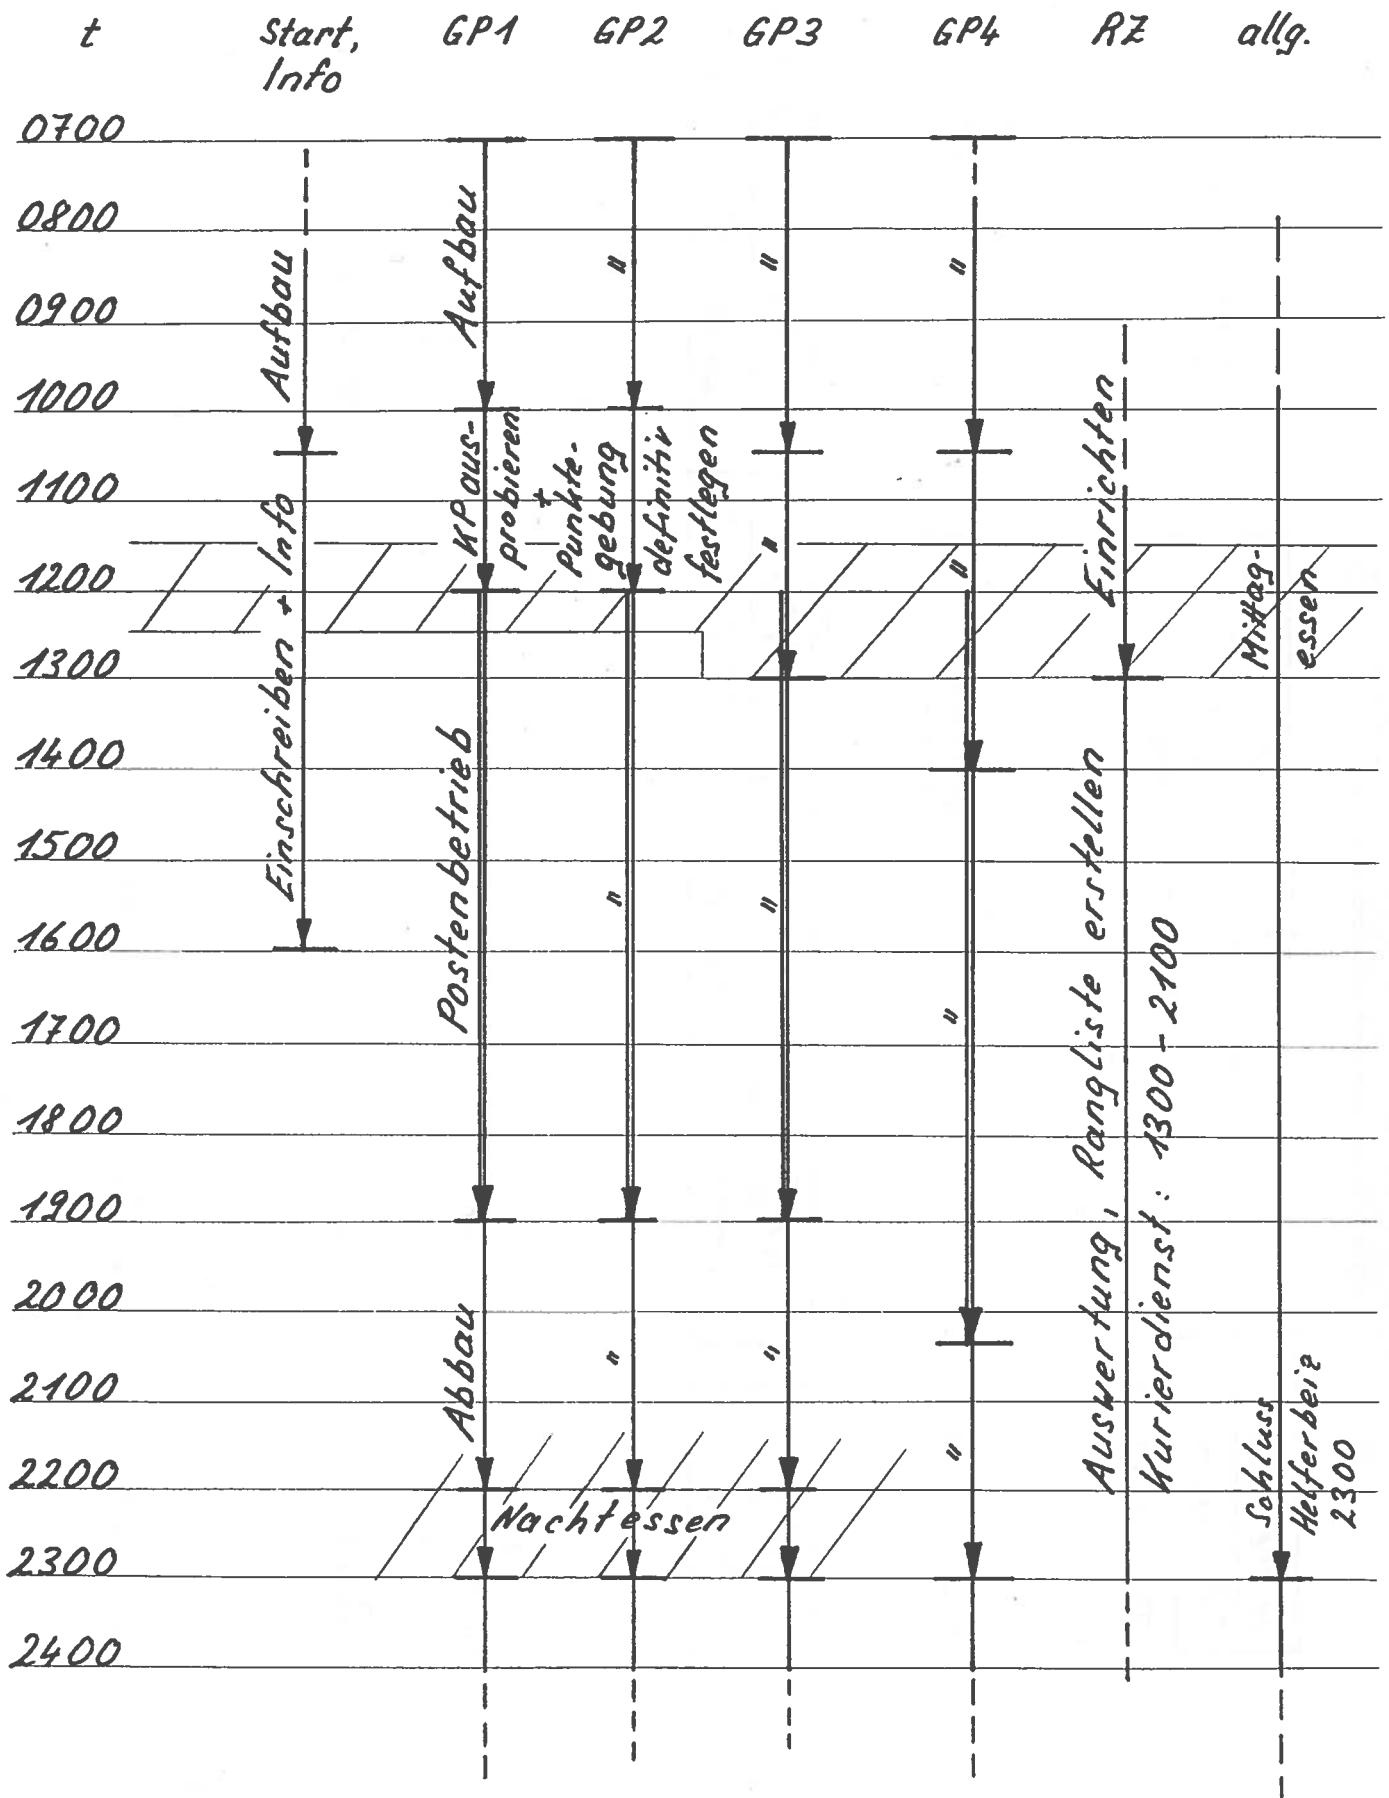 t
Start,
Info
GP1
GP2
GP3
GP4
RZ
allg.
0700
0800
0900
1000
1100
1200
1300
1400
1500
1600
1700
1800
1900
2000
2100
2200
2300
2400
Aufbau
Einschreiben + Info
Aufbau
KP aus-
probieren
+
Punkte-
gebung
definitiv
festlegen
Postenbetrieb
Abbau
"
"
"
"
"
"
"
"
"
"
"
Nachtessen
Einrichten
Auswertung, Rangliste erstellen
Kurierdienst: 1300-2100
Mittag-
essen
Schluss
Helferbeiz
2300